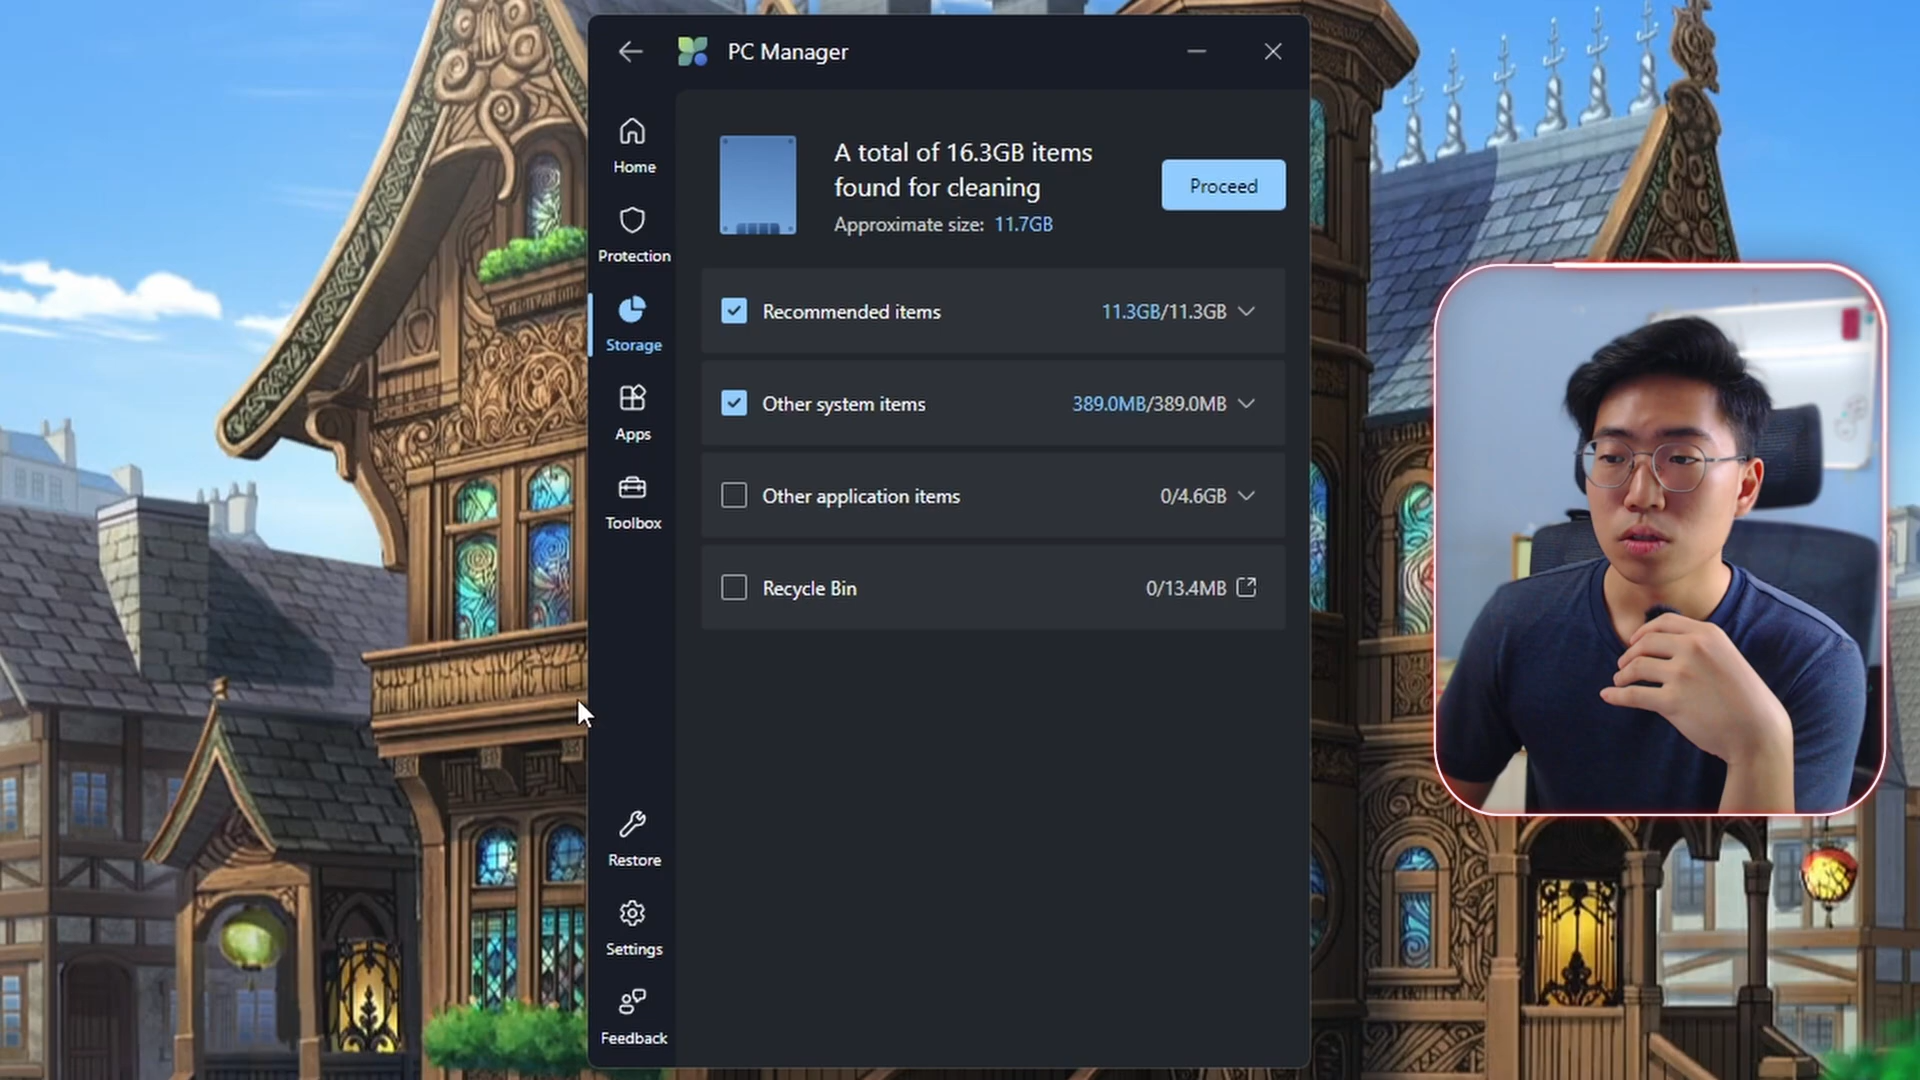 PC Manager
Home
Protection
Storage
Apps
Toolbox
Restore
Settings
Feedback
A total of 16.3GB items
found for cleaning
Approximate size: 11.7GB
Proceed
Recommended items 11.3GB/11.3GB
Other system items 389.0MB/389.0MB
Other application items 0/4.6GB
Recycle Bin 0/13.4MB